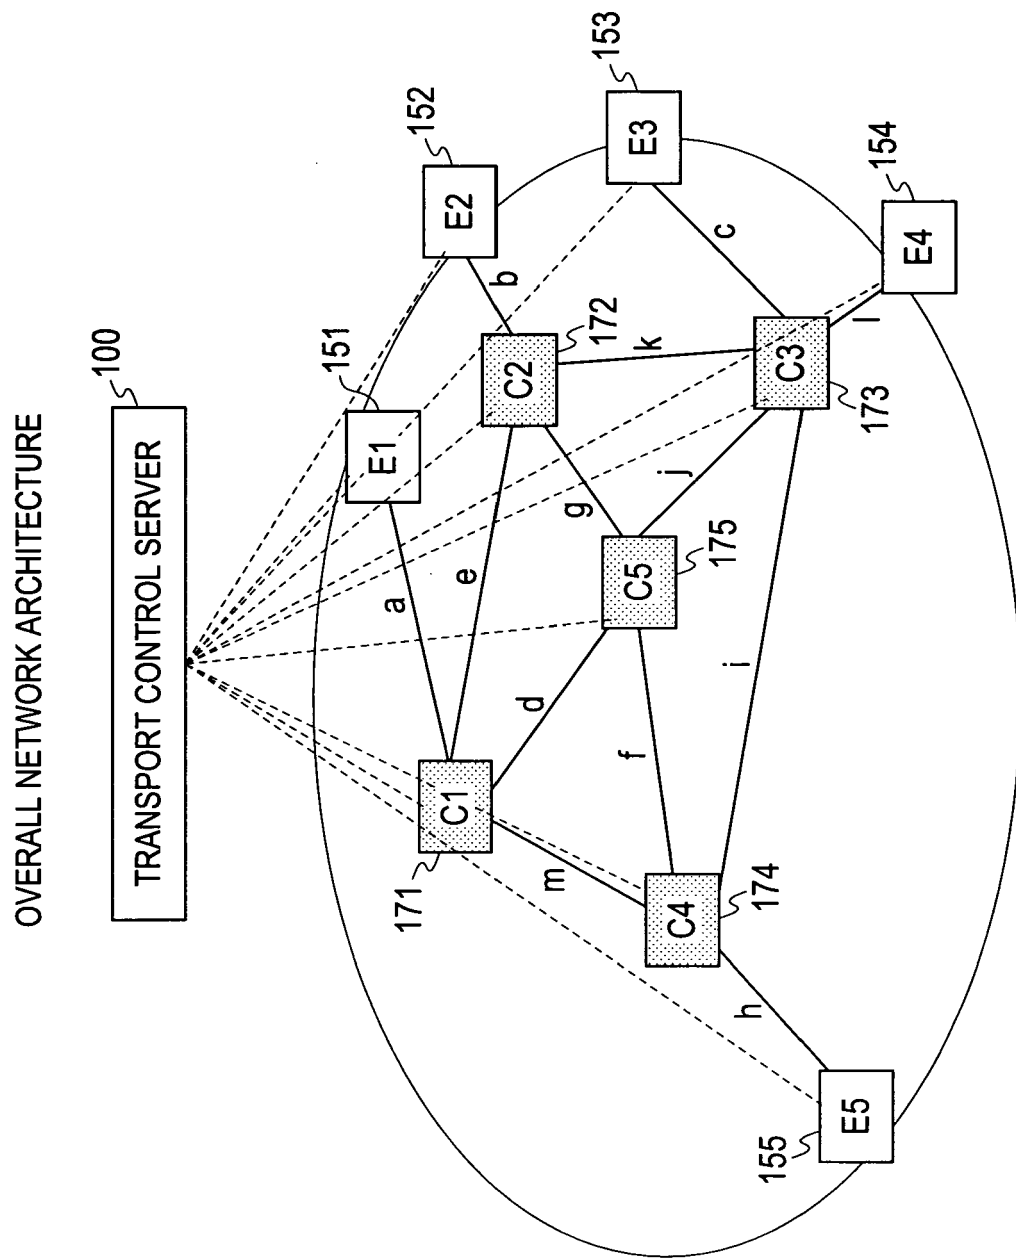 OVERALL NETWORK ARCHITECTURE
100
TRANSPORT CONTROL SERVER
151
E1
a
171
152
C1
E2
e
b
C2
d
m
g
172
153
f
C5
E3
k
j
C4
175
c
i
h
174
155
C3
E5
173
l
154
E4